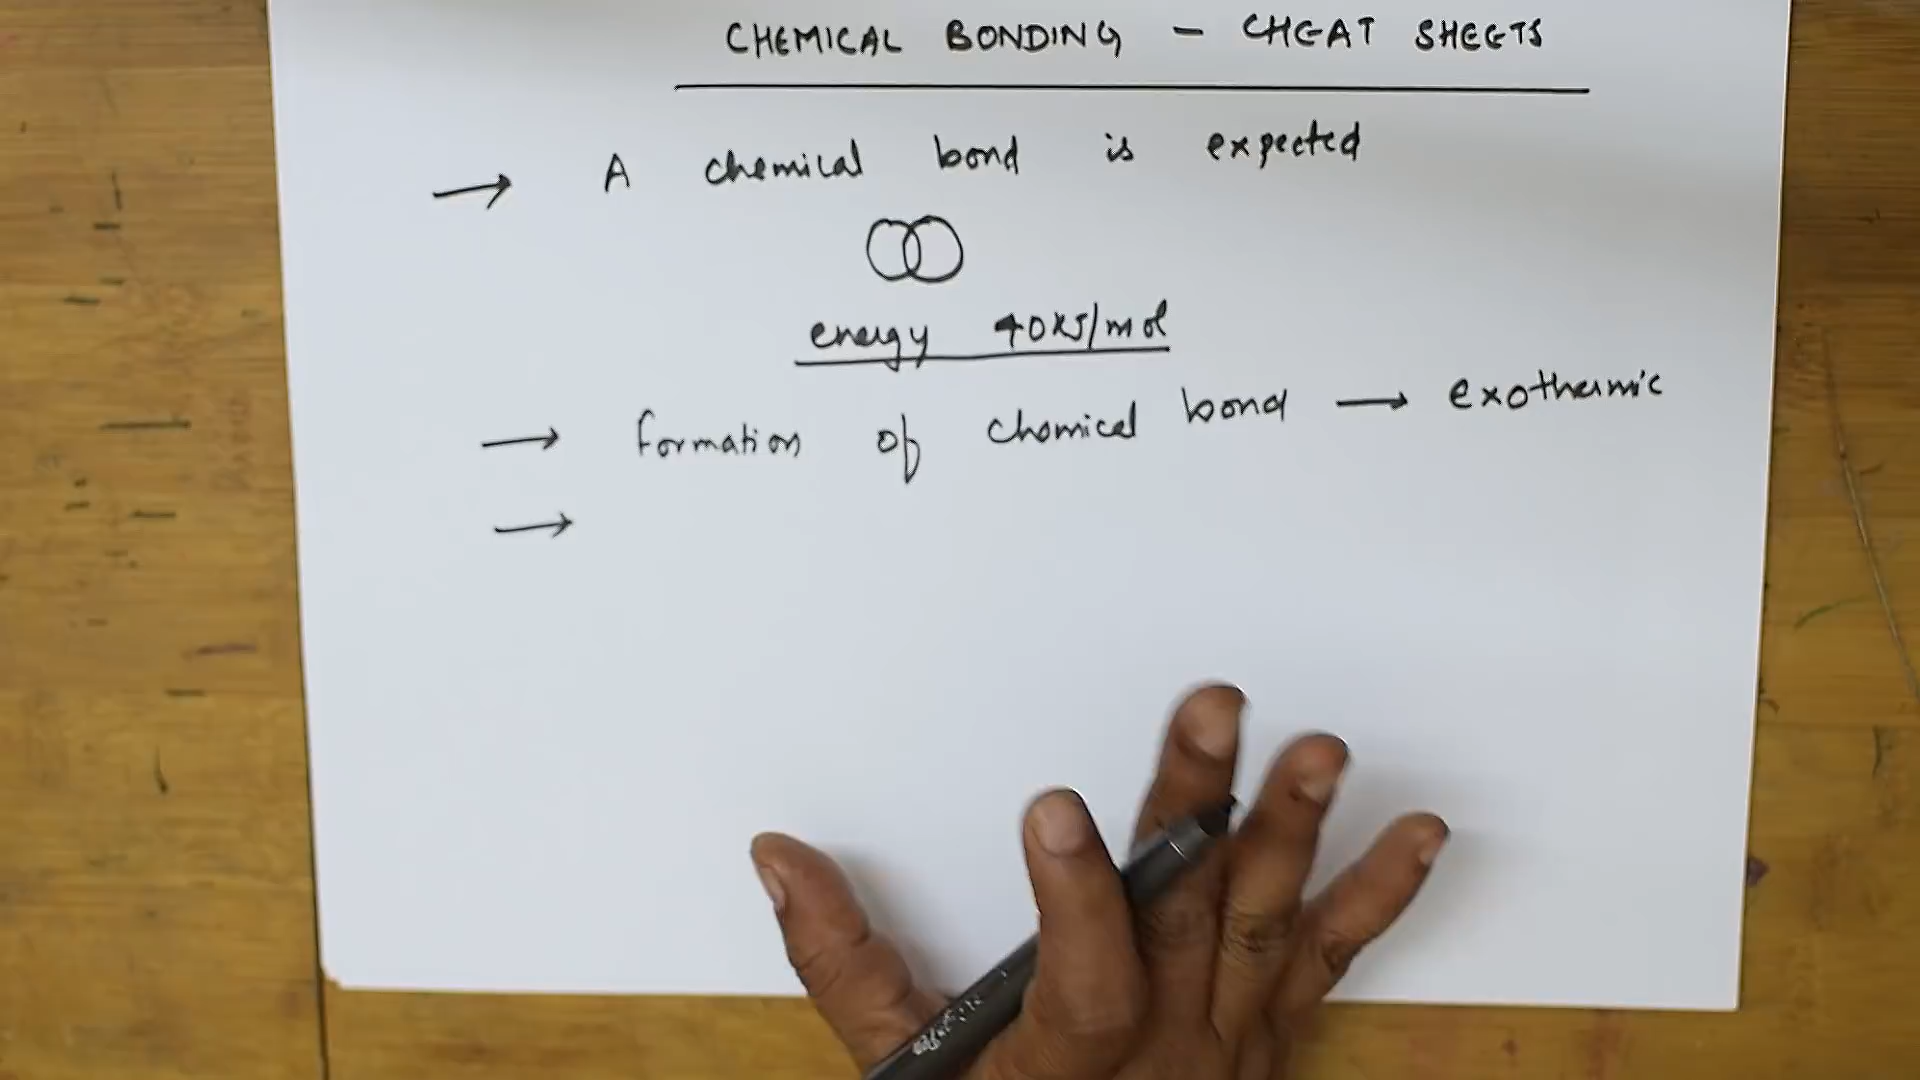 CHEMICAL BONDING - CHEAT SHEETS
→ A chemical bond is expected
energy 40KJ/mol
→ formation of chemical bond → exothermic
→